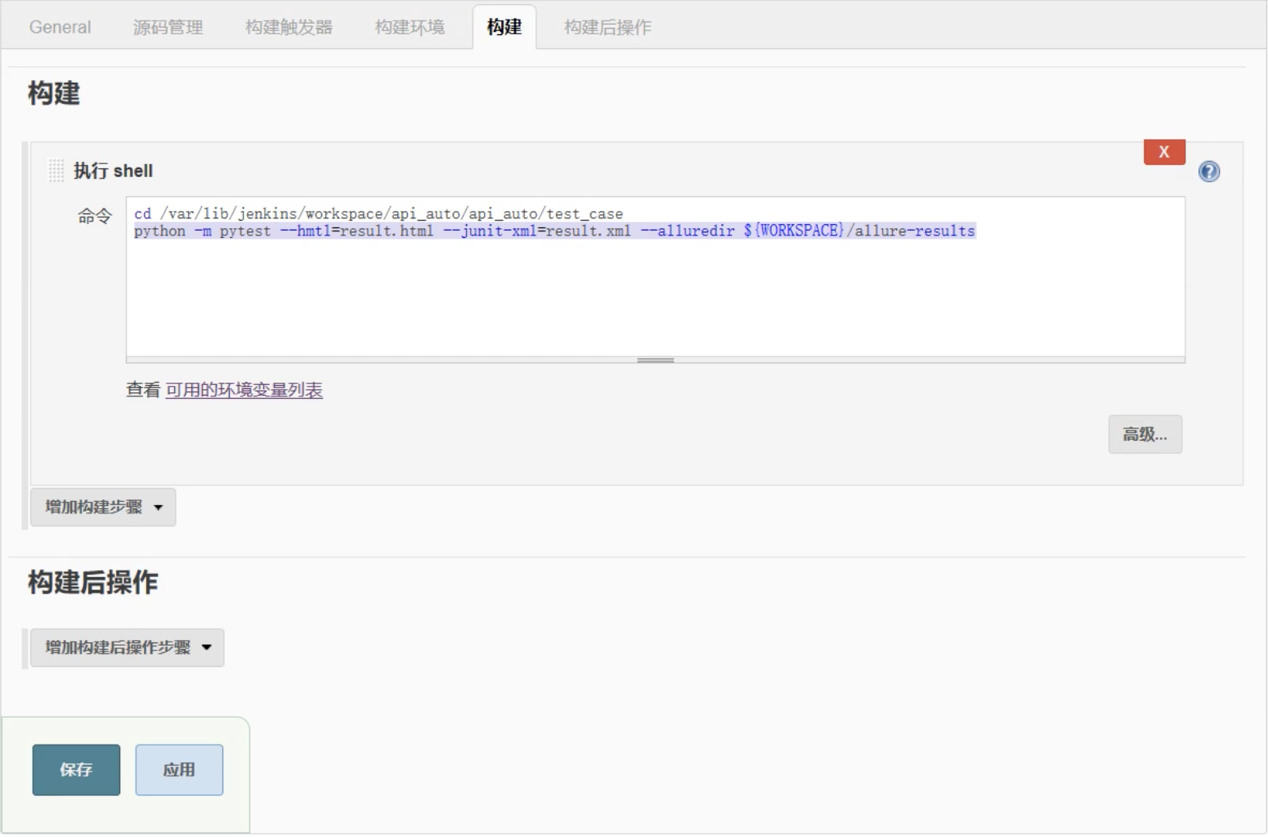 General 源码管理 构建触发器 构建环境 构建 构建后操作
构建
执行 shell
X
命令
cd /var/lib/jenkins/workspace/api_auto/api_auto/test_case
python -m pytest --hmtl=result.html --junit-xml=result.xml --alluredir ${WORKSPACE}/allure-results
查看 可用的环境变量列表
高级...
增加构建步骤
构建后操作
增加构建后操作步骤
保存 应用